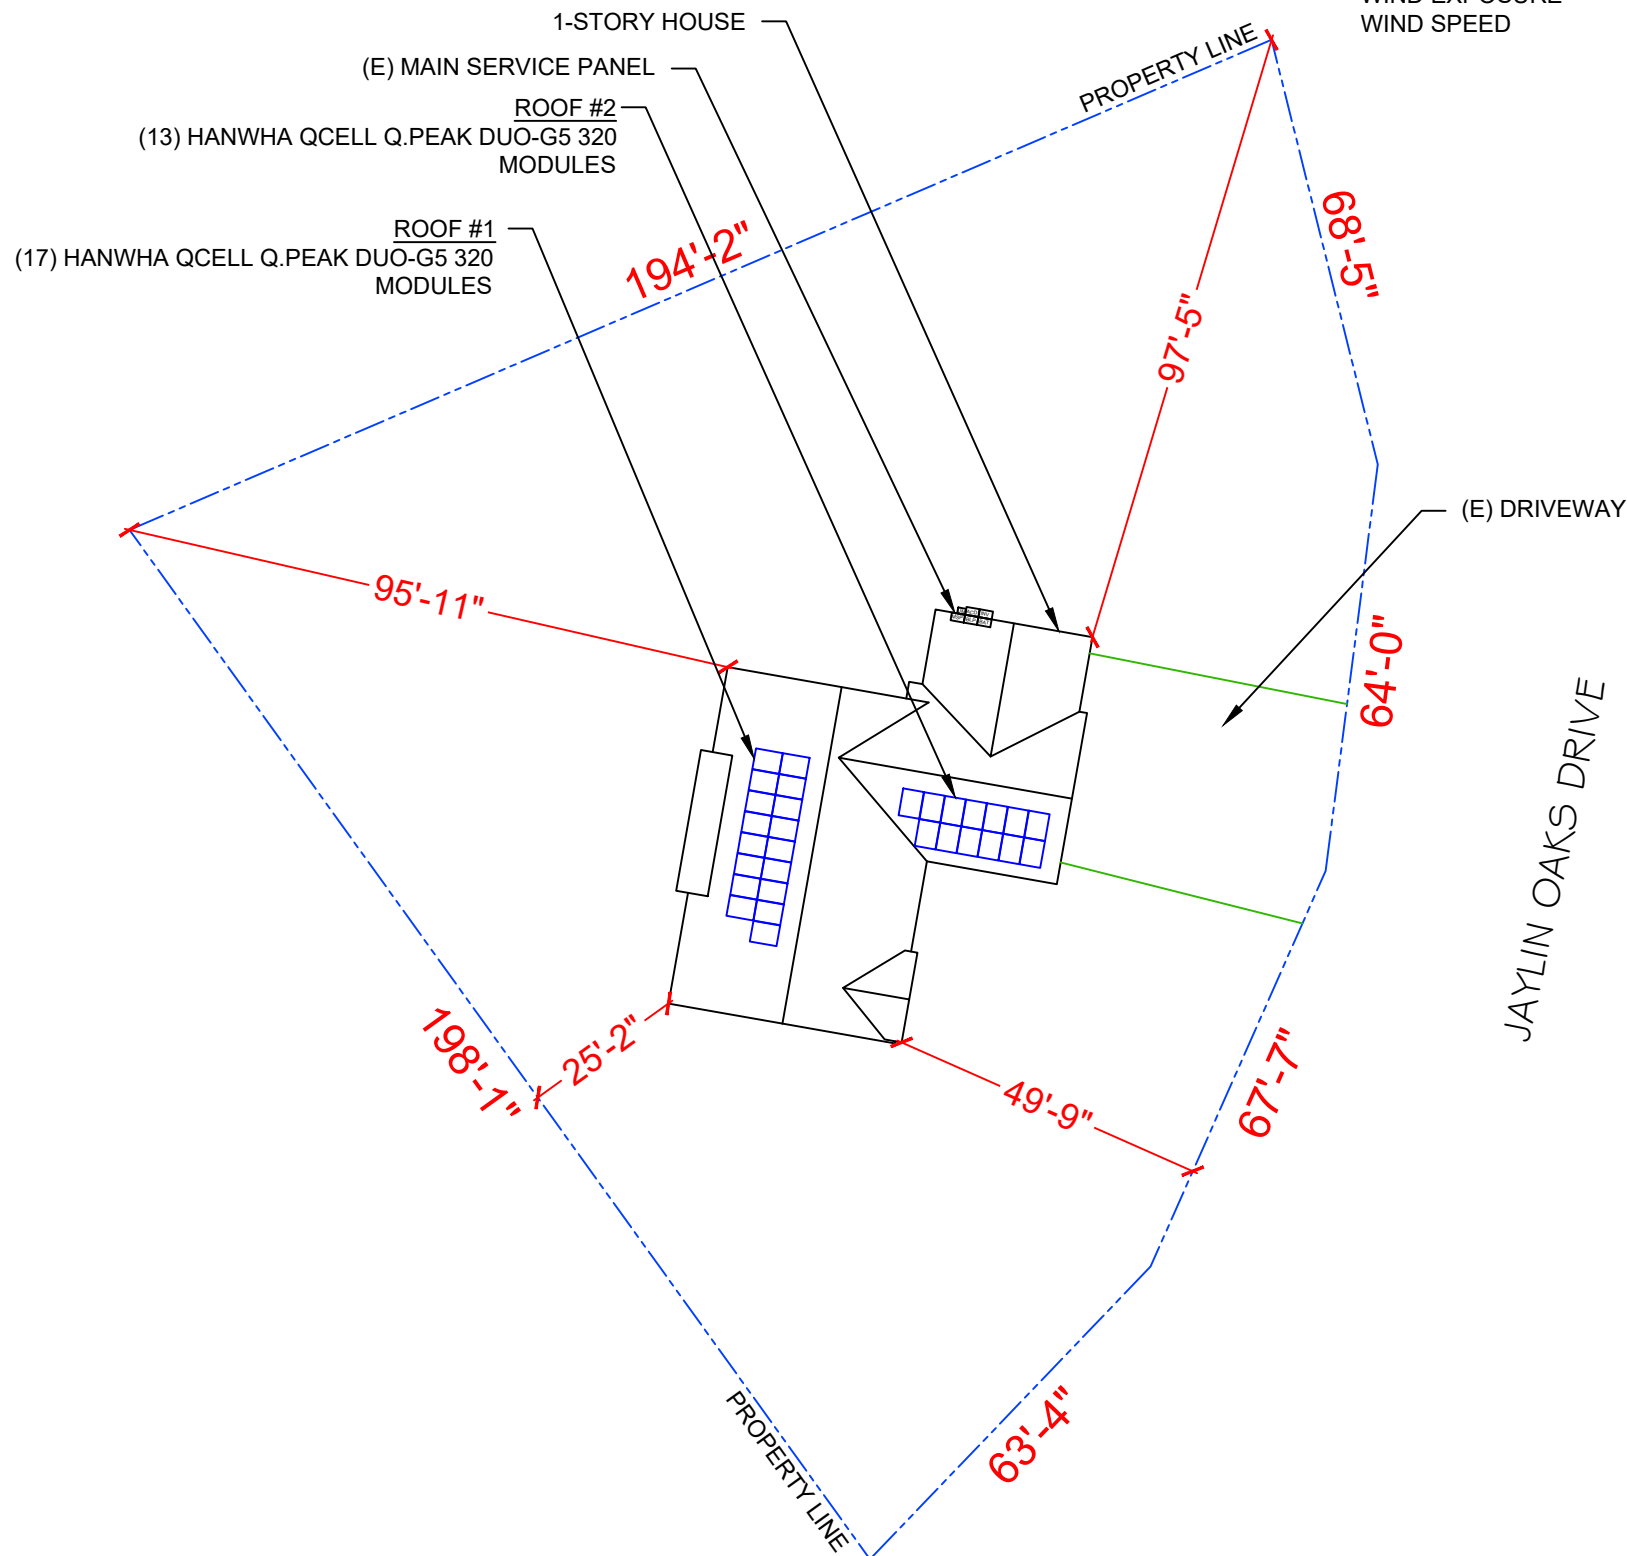 WIND SPEED
1-STORY HOUSE
PROPERTY LINE
(E) MAIN SERVICE PANEL
ROOF #2
(13) HANWHA QCELL Q.PEAK DUO-G5 320
MODULES
ROOF #1
(17) HANWHA QCELL Q.PEAK DUO-G5 320
MODULES
194'-2"
68'-5"
97'-5"
(E) DRIVEWAY
95'-11"
64'-0"
JAYLIN OAKS DRIVE
198'-1"
25'-2"
49'-9"
67'-7"
63'-4"
PROPERTY LINE